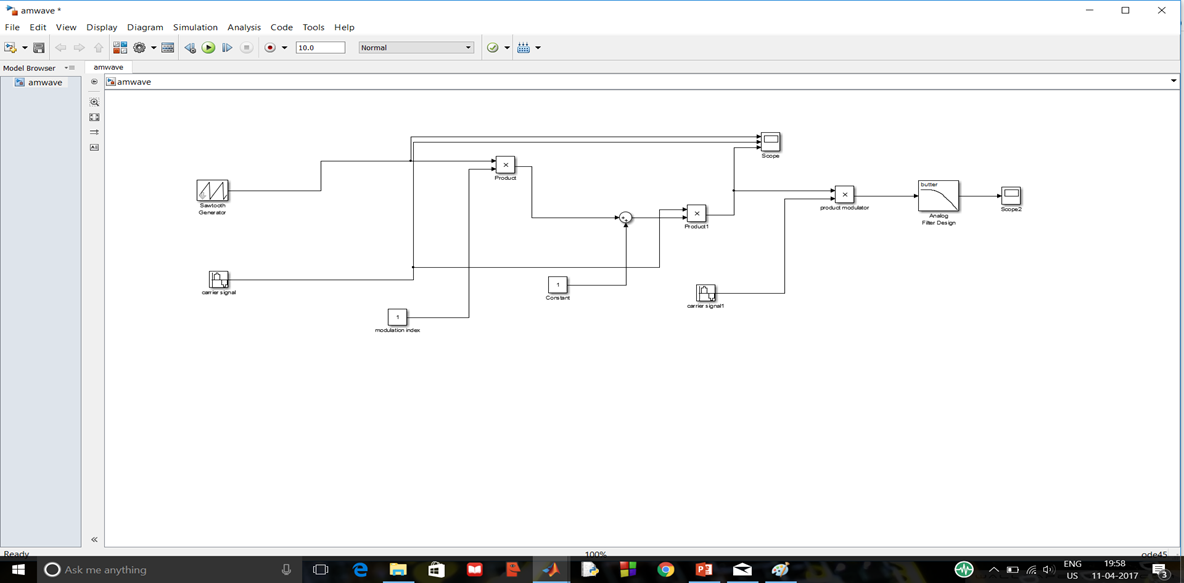 amwave *
File Edit View Display Diagram Simulation Analysis Code Tools Help
10.0 Normal
Model Browser
amwave
amwave
amwave
Scope
×
Product
Sawtooth
Generator
×
Product1
×
product modulator
butter
Analog
Filter Design
Scope2
carrier signal
1
Constant
carrier signal1
1
modulation index
Ready 100% ode45
Ask me anything
ENG
US
19:58
11-04-2017
3